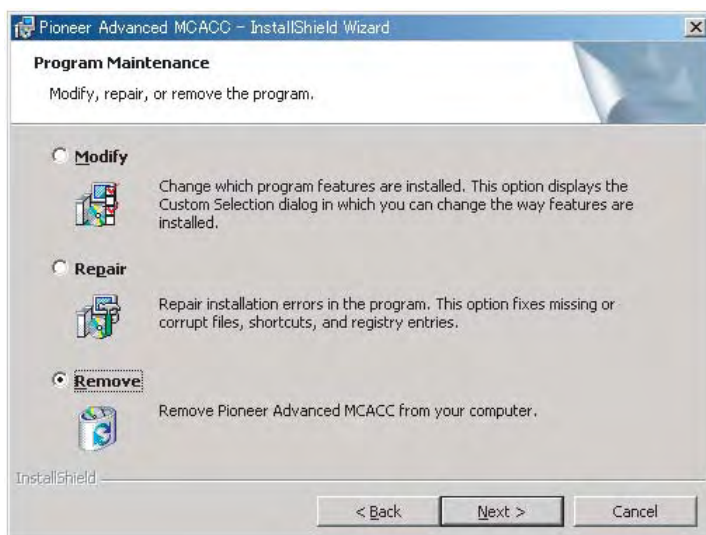 Pioneer Advanced MCACC - InstallShield Wizard
Program Maintenance
Modify, repair, or remove the program.
Modify
Change which program features are installed. This option displays the
Custom Selection dialog in which you can change the way features are
installed.
Repair
Repair installation errors in the program. This option fixes missing or
corrupt files, shortcuts, and registry entries.
Remove
Remove Pioneer Advanced MCACC from your computer.
InstallShield
< Back
Next >
Cancel